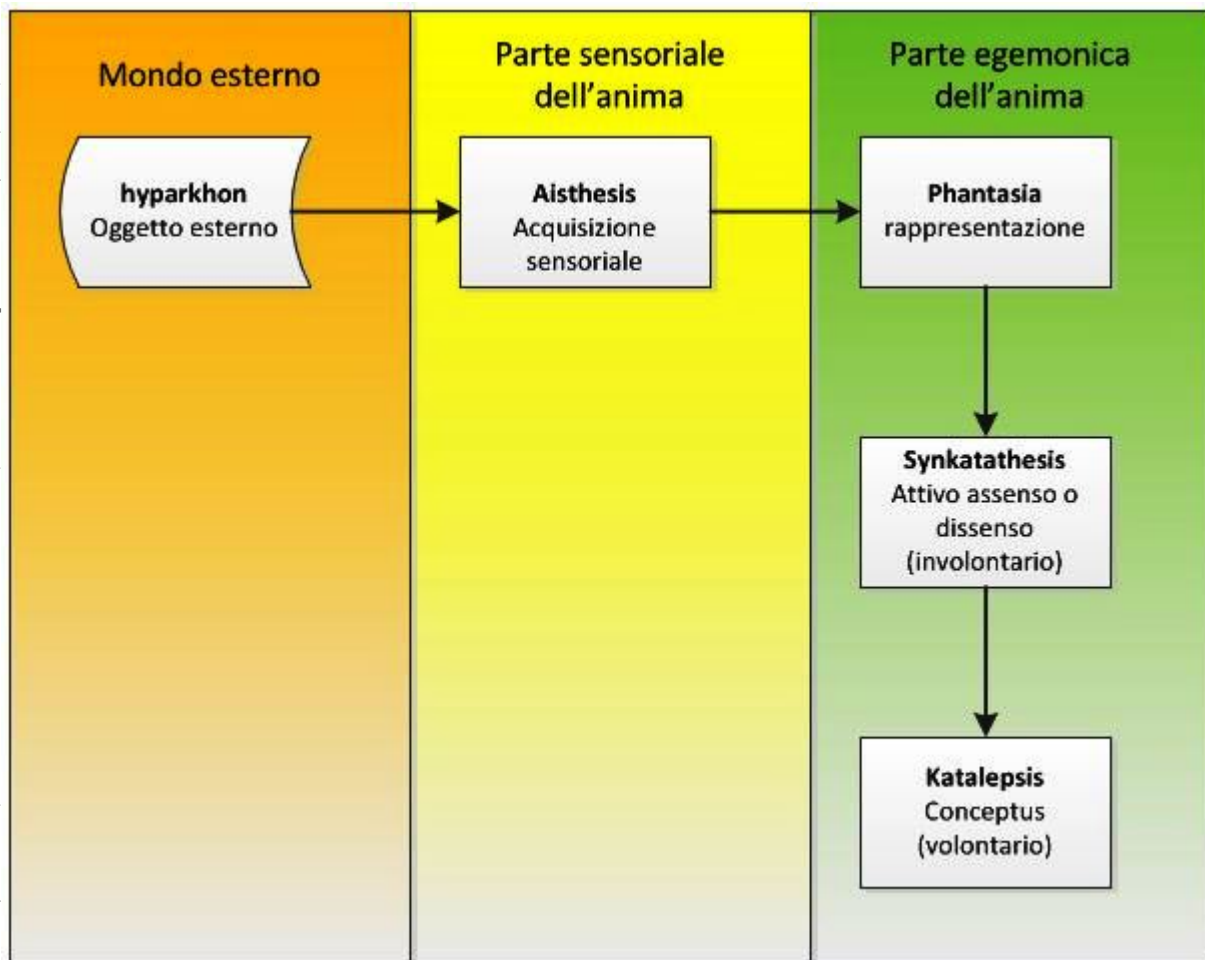 Mondo esterno
Parte sensoriale
dell'anima
Parte egemonica
dell'anima
hyparkhon
Oggetto esterno
Aisthesis
Acquisizione
sensoriale
Phantasia
rappresentazione
Synkatathesis
Attivo assenso o
dissenso
(involontario)
Katalepsis
Conceptus
(volontario)